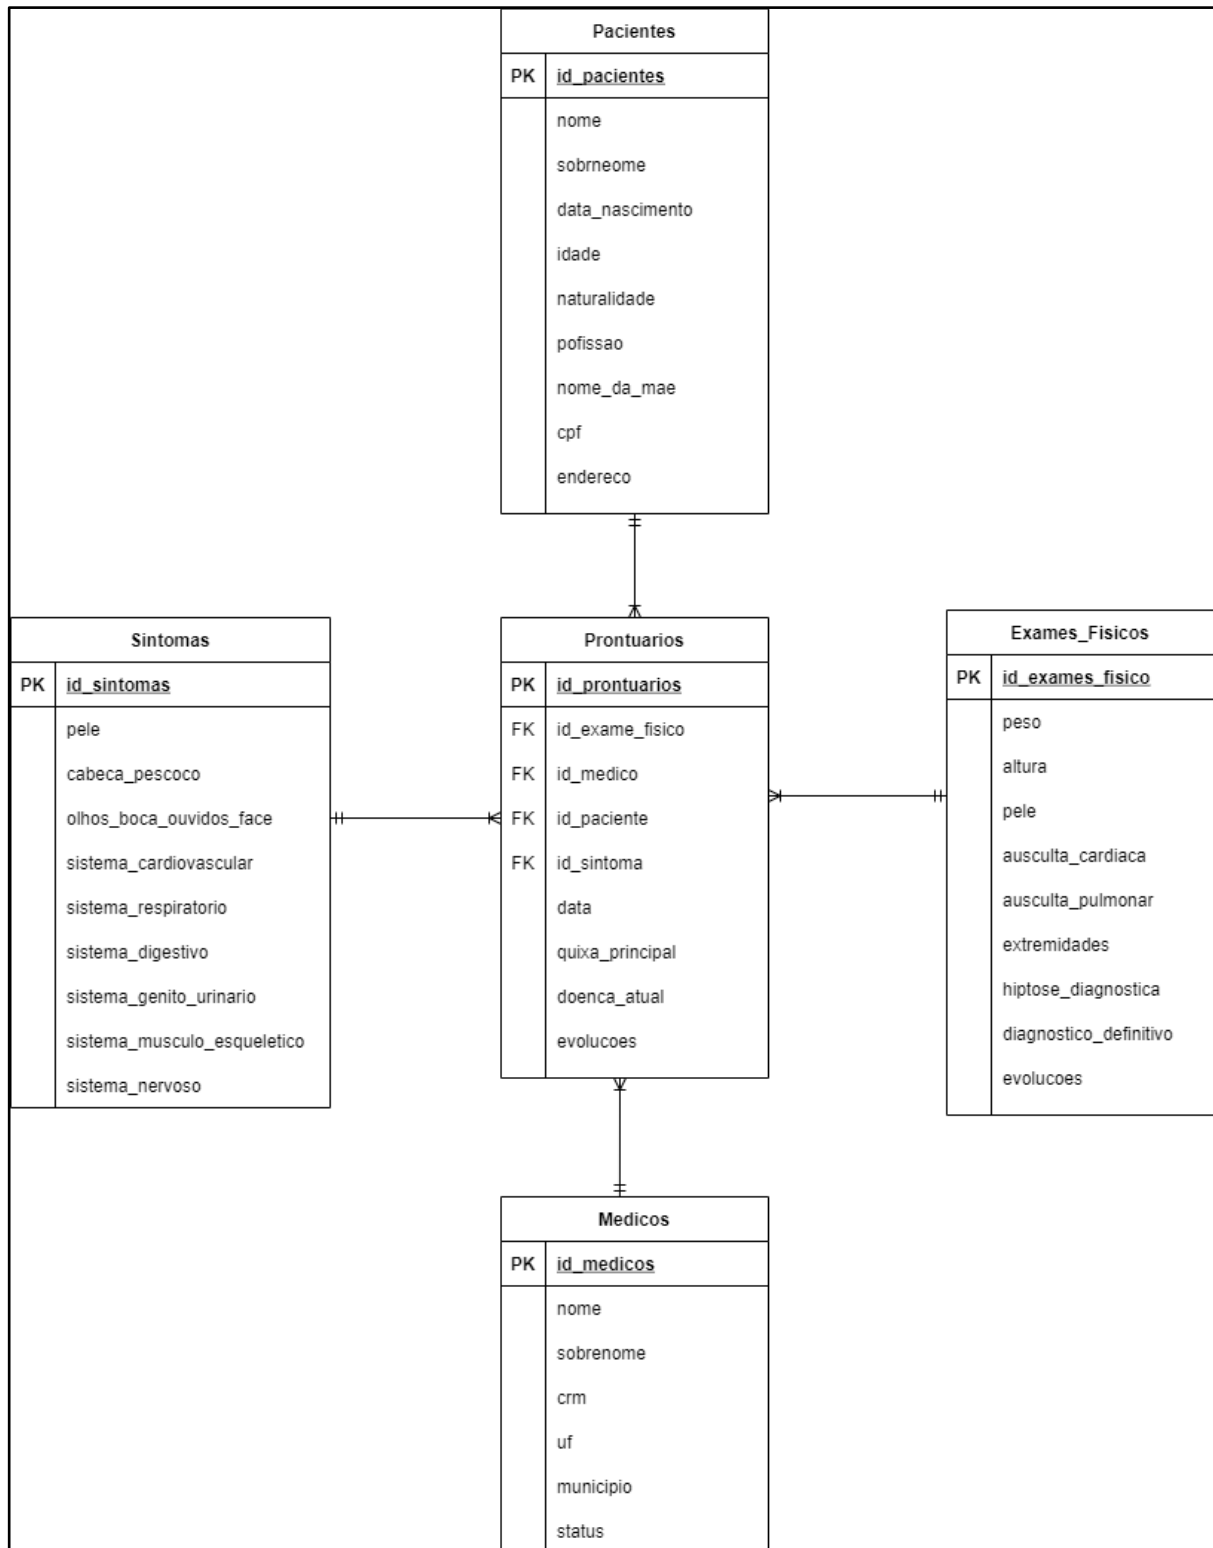 Pacientes
PK id_pacientes
nome
sobrneome
data_nascimento
idade
naturalidade
pofissao
nome_da_mae
cpf
endereco
Sintomas
PK id_sintomas
pele
cabeca_pescoco
olhos_boca_ouvidos_face
sistema_cardiovascular
sistema_respiratorio
sistema_digestivo
sistema_genito_urinario
sistema_musculo_esqueletico
sistema_nervoso
Prontuarios
PK id_prontuarios
FK id_exame_fisico
FK id_medico
FK id_paciente
FK id_sintoma
data
quixa_principal
doenca_atual
evolucoes
Exames_Fisicos
PK id_exames_fisico
peso
altura
pele
ausculta_cardiaca
ausculta_pulmonar
extremidades
hiptose_diagnostica
diagnostico_definitivo
evolucoes
Medicos
PK id_medicos
nome
sobrenome
crm
uf
municipio
status